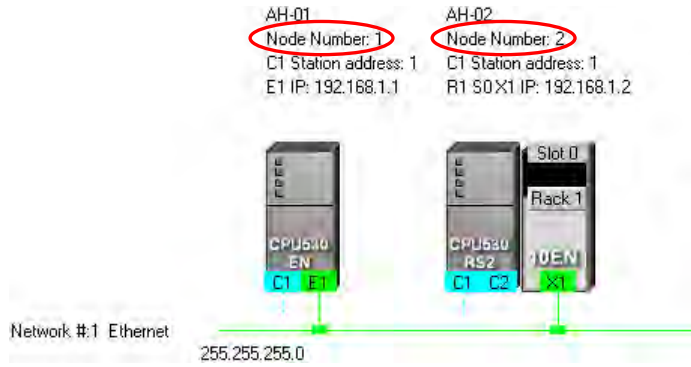 AH-01
Node Number: 1
C1 Station address: 1
E1 IP: 192.168.1.1
AH-02
Node Number: 2
C1 Station address: 1
R1 S0 X1 IP: 192.168.1.2
CPU530
EN
C1 E1
CPU530
RS2
C1 C2
Slot 0
Rack 1
10EN
X1
Network #:1 Ethernet
255.255.255.0